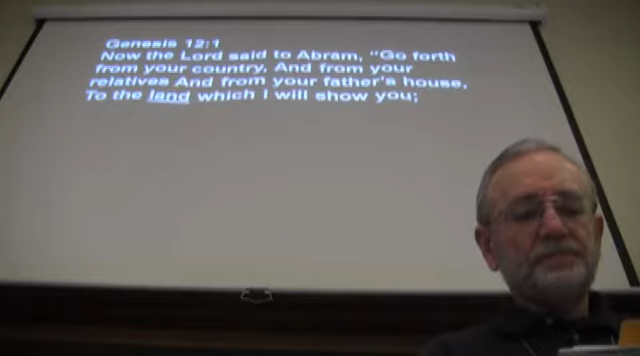 Genesis 12:1
Now the Lord said to Abram, "Go forth
from your country, And from your
relatives And from your father's house,
To the land which I will show you;